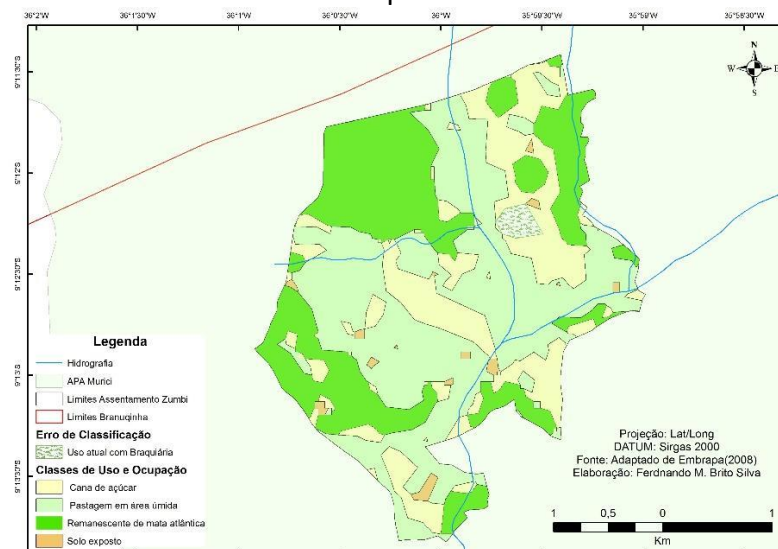 36°2'W 36°1'30"W 36°1'W 36°0'30"W 36°0'W 35°59'30"W 35°59'W 35°58'30"W
9°11'30"S
9°12'S
9°12'30"S
9°13'S
9°13'30"S
N
W E
S
Legenda
Hidrografia
APA Murici
Limites Assentamento Zumbi
Limites Branuqinha
Erro de Classificação
Uso atual com Braquiária
Classes de Uso e Ocupação
Cana de açúcar
Pastagem em área úmida
Remanescente de mata atlântica
Solo exposto
Projeção: Lat/Long
DATUM: Sirgas 2000
Fonte: Adaptado de Embrapa(2008)
Elaboração: Ferdnando M. Brito Silva
1 0,5 0 1
Km